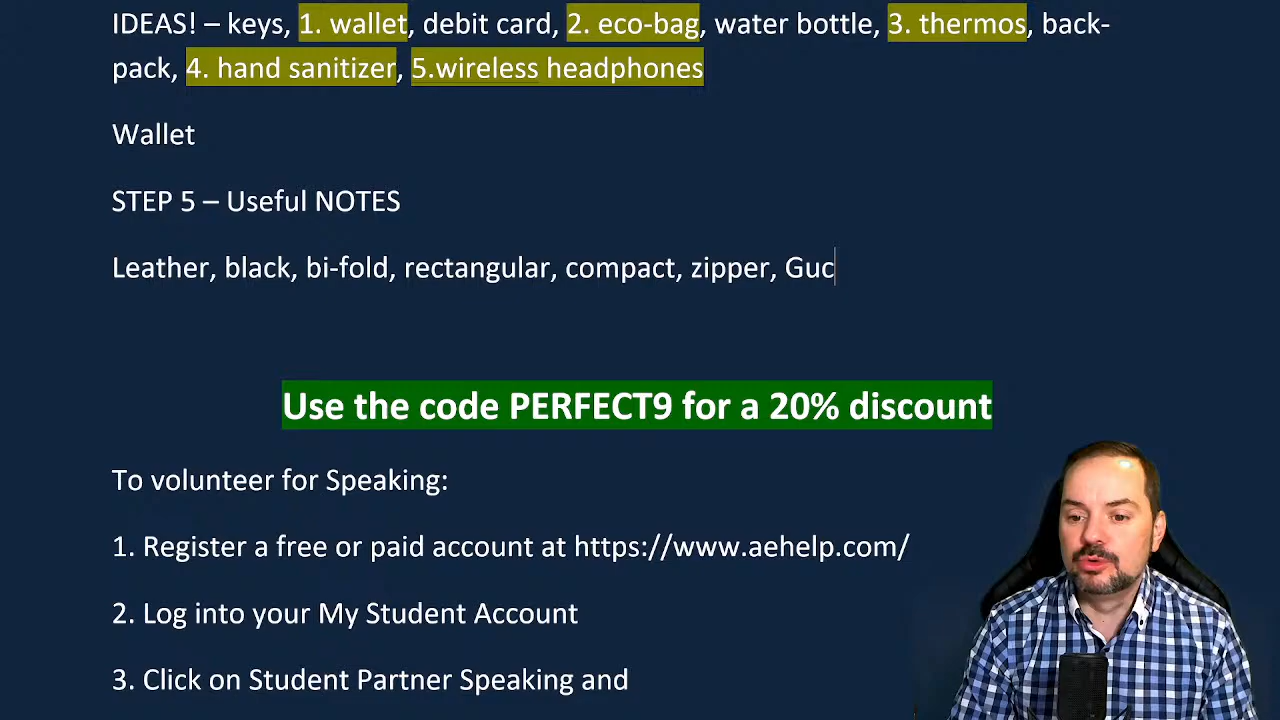 IDEAS! – keys, 1. wallet, debit card, 2. eco-bag, water bottle, 3. thermos, back-
pack, 4. hand sanitizer, 5.wireless headphones
Wallet
STEP 5 – Useful NOTES
Leather, black, bi-fold, rectangular, compact, zipper, Guc
Use the code PERFECT9 for a 20% discount
To volunteer for Speaking:
1. Register a free or paid account at https://www.aehelp.com/
2. Log into your My Student Account
3. Click on Student Partner Speaking and